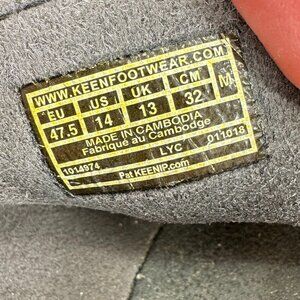 WWW.KEENFOOTWEAR.COM
EU US UK CM M
47.5 14 13 32
MADE IN CAMBODIA
Fabriqué au Cambodge
1014974 LYC 011018
Pat KEENIP.com